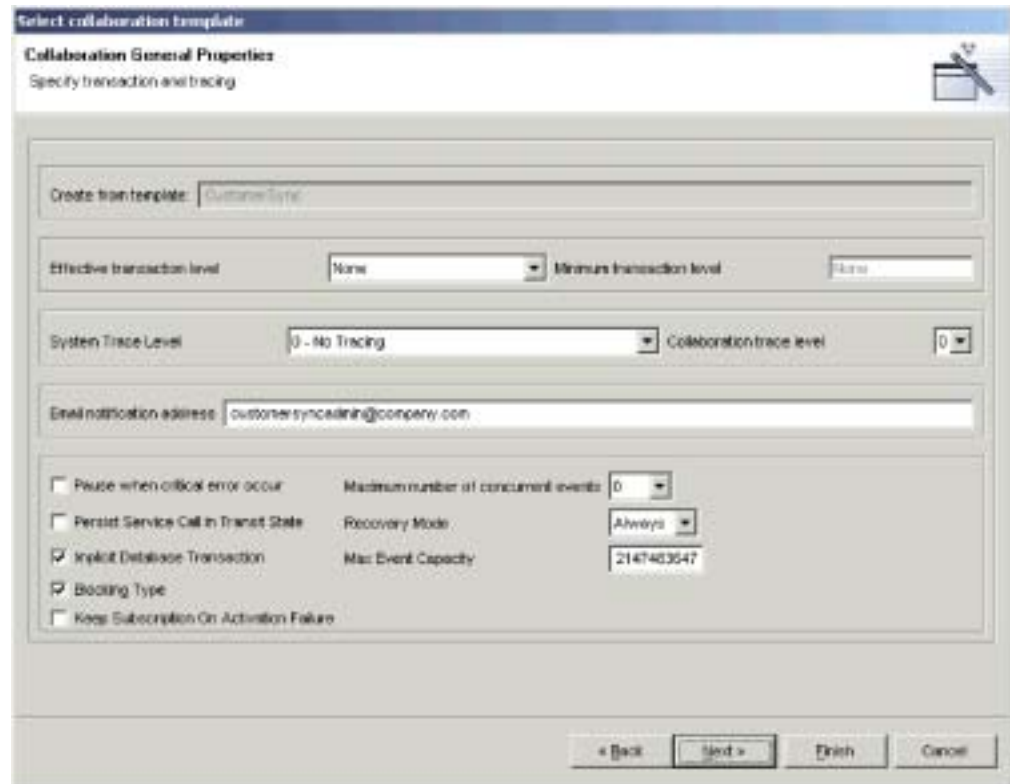 Select collaboration template
Collaboration General Properties
Specify transaction and tracing
Create from template: CustomerSync
Effective transaction level None Minimum transaction level None
System Trace Level 0 - No Tracing Collaboration trace level 0
Email notification address customersyncadmin@company.com
Pause when critical error occur Maximum number of concurrent events 0
Persist Service Call in Transit State Recovery Mode Always
Implicit Database Transaction Max Event Capacity 2147483647
Blocking Type
Keep Subscription On Activation Failure
< Back Next > Finish Cancel